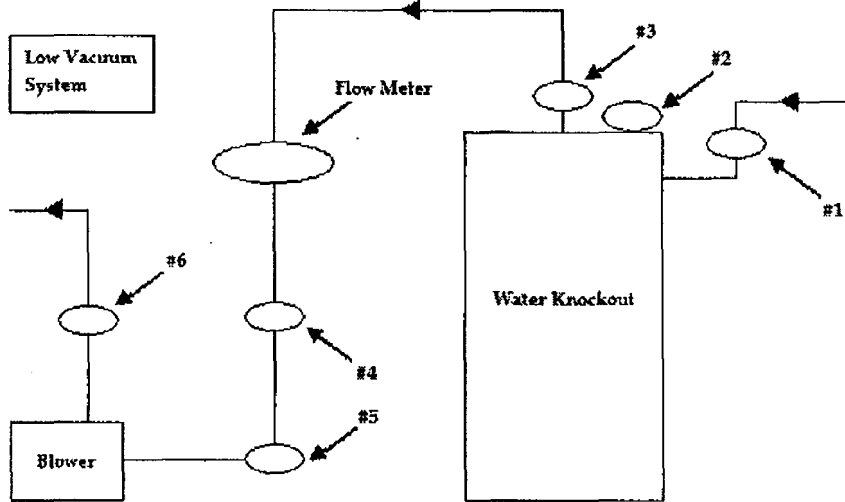 Low Vacuum
System
#3
#2
Flow Meter
#1
#6
Water Knockout
#4
#5
Blower